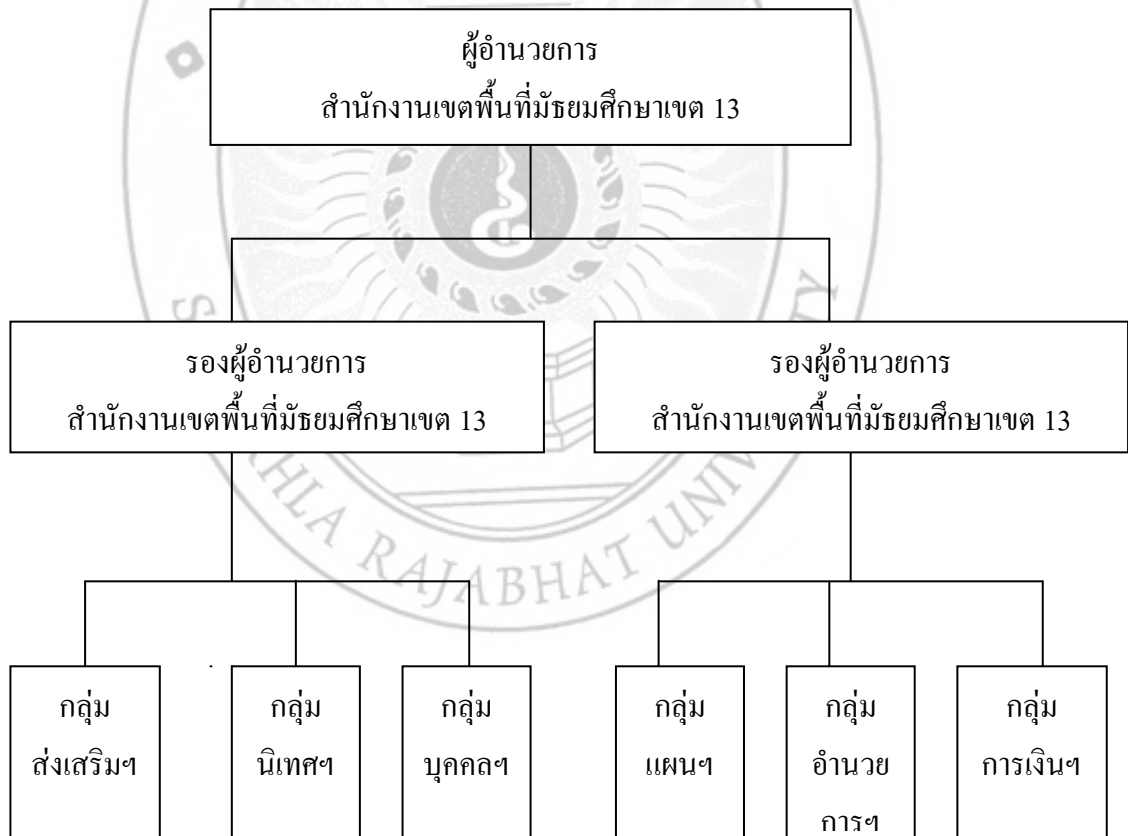 ผู้อำนวยการ
สำนักงานเขตพื้นที่มัธยมศึกษาเขต 13
รองผู้อำนวยการ
สำนักงานเขตพื้นที่มัธยมศึกษาเขต 13
รองผู้อำนวยการ
สำนักงานเขตพื้นที่มัธยมศึกษาเขต 13
กลุ่ม
ส่งเสริมฯ
กลุ่ม
นิเทศฯ
กลุ่ม
บุคคลฯ
กลุ่ม
แผนฯ
กลุ่ม
อำนวย
การฯ
กลุ่ม
การเงินฯ
RAJABHAT